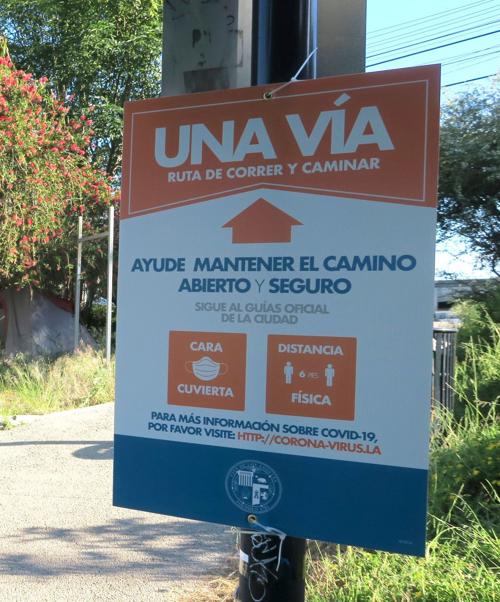 UNA VÍA
RUTA DE CORRER Y CAMINAR
AYUDE MANTENER EL CAMINO
ABIERTO Y SEGURO
SIGUE AL GUÍAS OFICIAL
DE LA CIUDAD
CARA
CUVIERTA
DISTANCIA
6 PIES
FÍSICA
PARA MÁS INFORMACIÓN SOBRE COVID-19,
POR FAVOR VISITE: HTTP://CORONA-VIRUS.LA